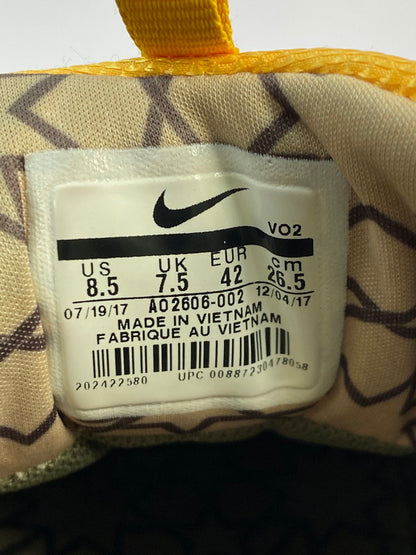 VO2
US UK EUR cm
8.5 7.5 42 26.5
07/19/17 AO2606-002 12/04/17
MADE IN VIETNAM
FABRIQUE AU VIETNAM
202422580 UPC 00887230478058